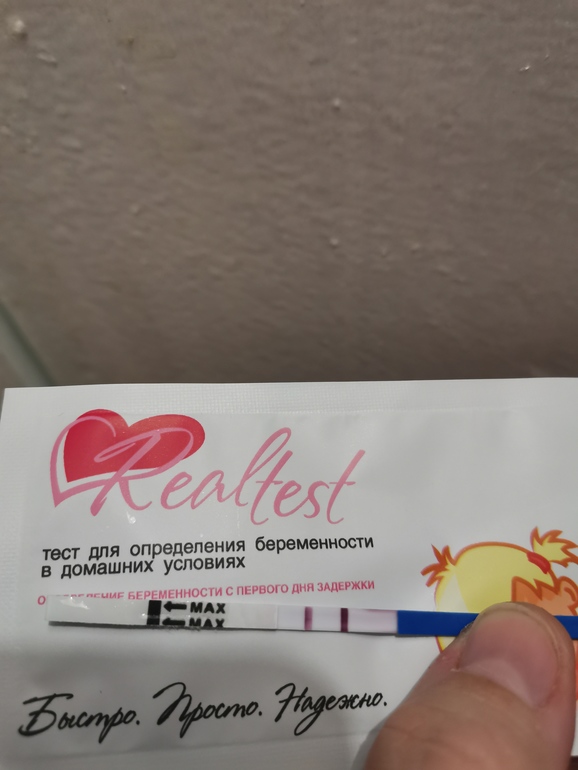 Realtest
тест для определения беременности
в домашних условиях
БЕРЕМЕННОСТИ С ПЕРВОГО ДНЯ ЗАДЕРЖКИ
MAX
MAX
Быстро. Просто. Надежно.